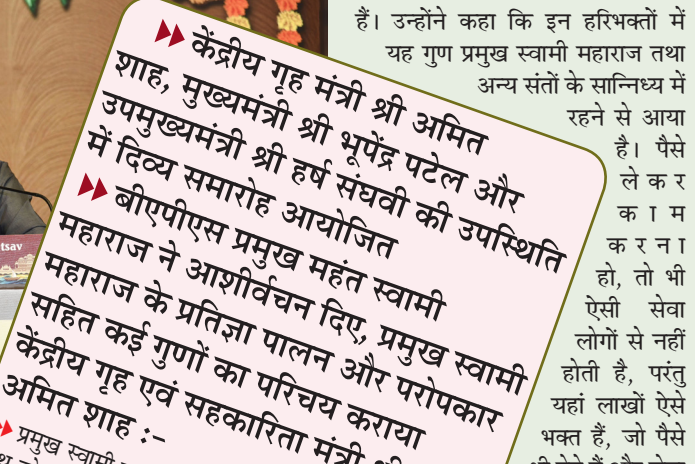 ▶▶ केंद्रीय गृह मंत्री श्री अमित
शाह, मुख्यमंत्री श्री भूपेंद्र पटेल और
उपमुख्यमंत्री श्री हर्ष संघवी की उपस्थिति
में दिव्य समारोह आयोजित
▶▶ बीएपीएस प्रमुख महंत स्वामी
महाराज ने आशीर्वचन दिए, प्रमुख स्वामी
महाराज के प्रतिज्ञा पालन और परोपकार
सहित कई गुणों का परिचय कराया
केंद्रीय गृह एवं सहकारिता मंत्री श्री
अमित शाह :-
▶▶ प्रमुख स्वामी
हैं। उन्होंने कहा कि इन हरिभक्तों में
यह गुण प्रमुख स्वामी महाराज तथा
अन्य संतों के सान्निध्य में
रहने से आया
है। पैसे
ले क र
क ा म
क र ना
हो, तो भी
ऐसी सेवा
लोगों से नहीं
होती है, परंतु
यहां लाखों ऐसे
भक्त हैं, जो पैसे
tsav